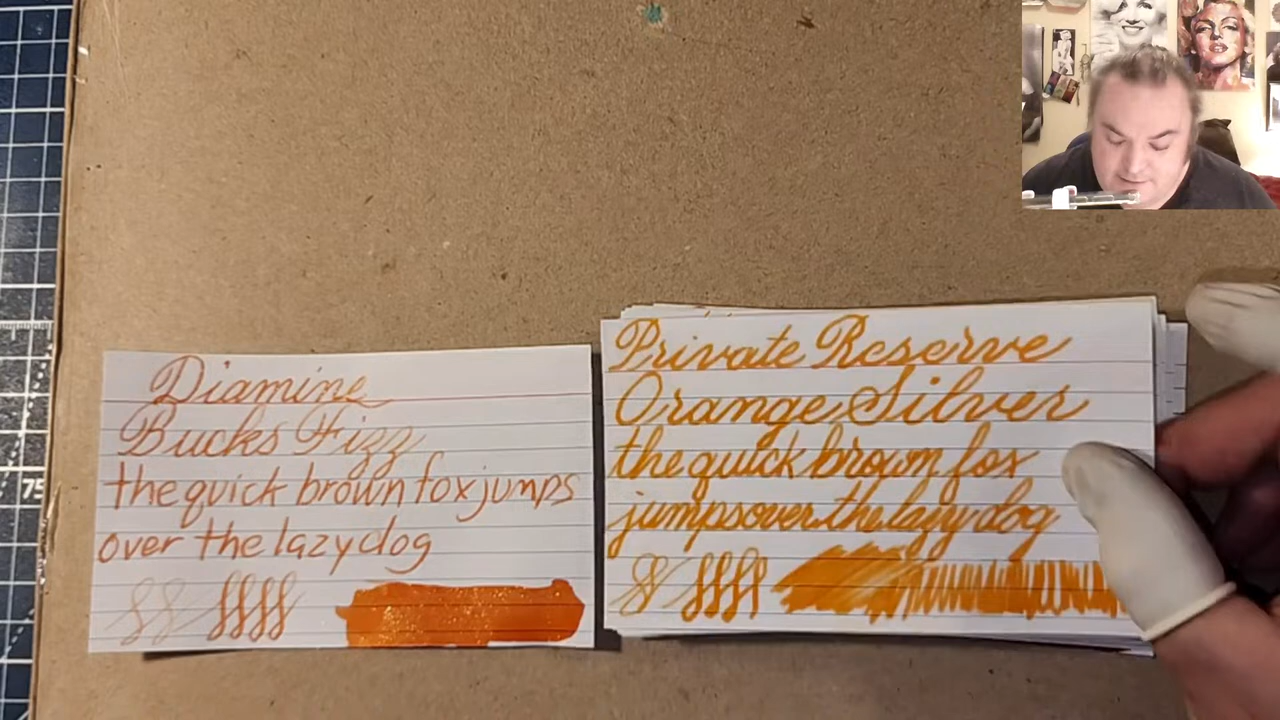 75
Diamine
Bucks Fizz
the quick brown fox jumps
over the lazy dog
Private Reserve
Orange Silver
the quick brown fox
jumps over the lazy dog